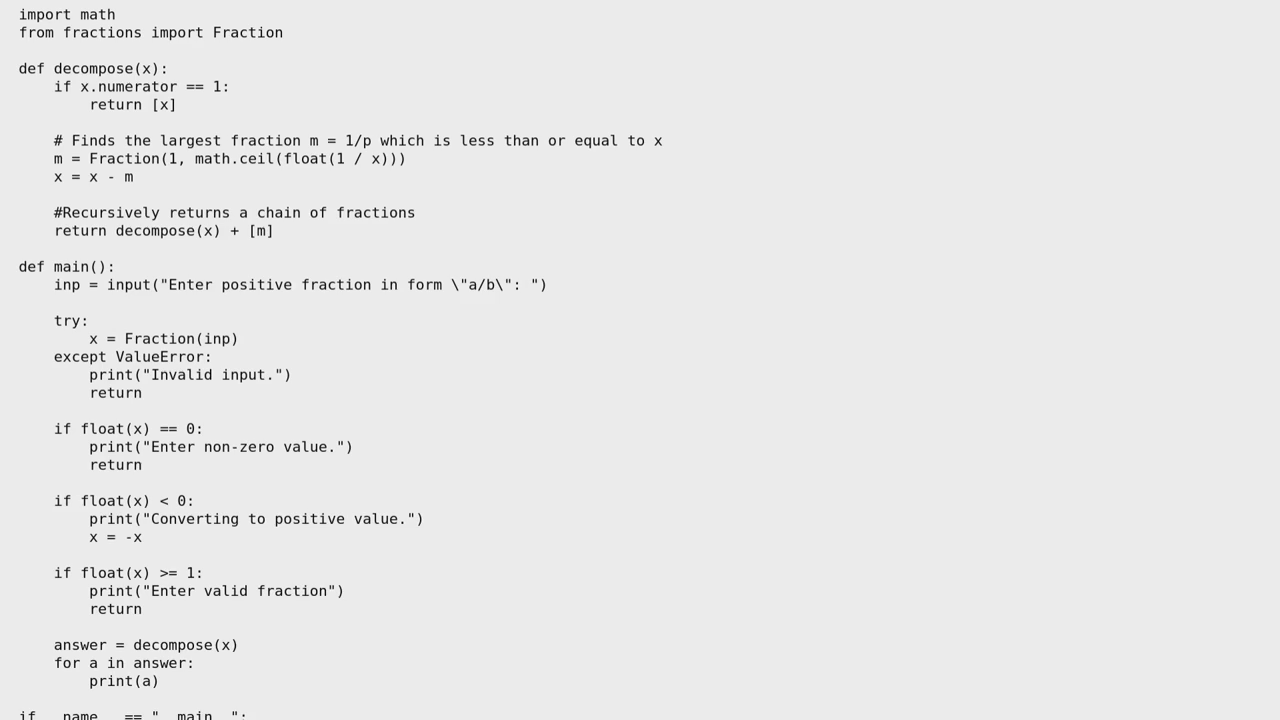 import math
from fractions import Fraction

def decompose(x):
    if x.numerator == 1:
        return [x]

    # Finds the largest fraction m = 1/p which is less than or equal to x
    m = Fraction(1, math.ceil(float(1 / x)))
    x = x - m

    #Recursively returns a chain of fractions
    return decompose(x) + [m]

def main():
    inp = input("Enter positive fraction in form \"a/b\": ")

    try:
        x = Fraction(inp)
    except ValueError:
        print("Invalid input.")
        return

    if float(x) == 0:
        print("Enter non-zero value.")
        return

    if float(x) < 0:
        print("Converting to positive value.")
        x = -x

    if float(x) >= 1:
        print("Enter valid fraction")
        return

    answer = decompose(x)
    for a in answer:
        print(a)

if __name__ == "__main__":